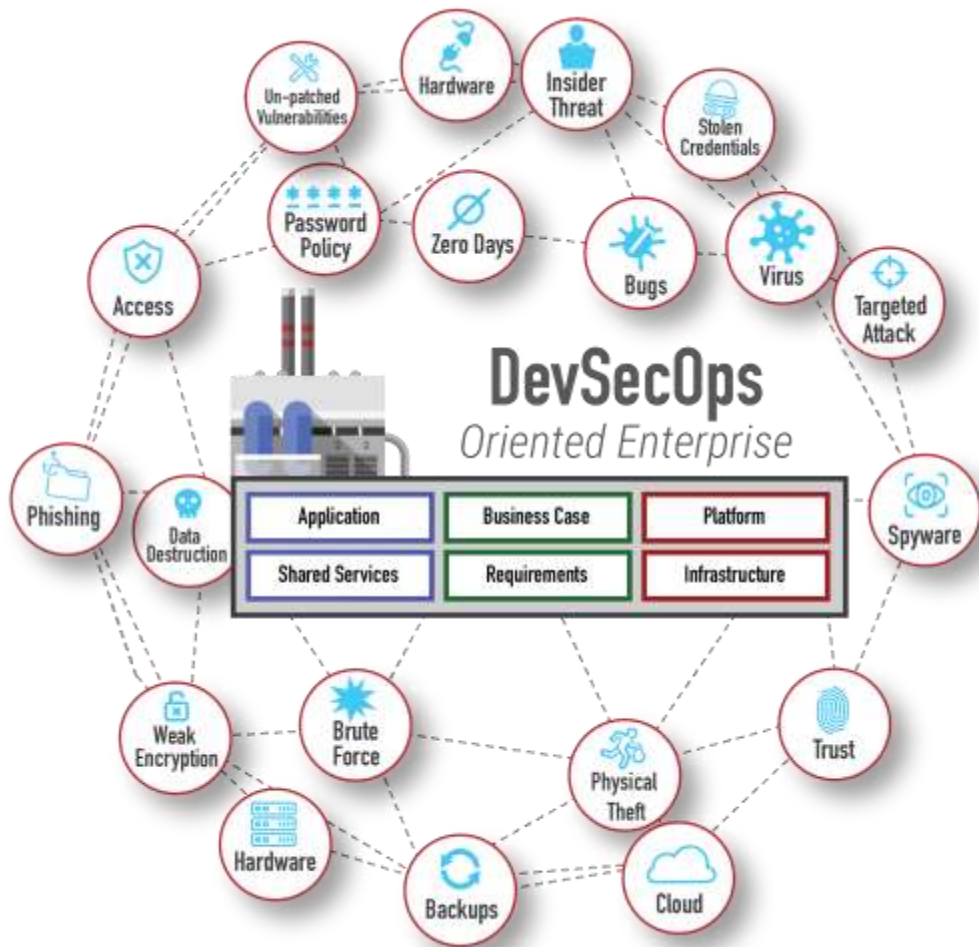 Hardware
Insider
Threat
Un-patched
Vulnerabilities
Stolen
Credentials
Password
Policy
Zero Days
Bugs
Virus
Access
Targeted
Attack
DevSecOps
Oriented Enterprise
Phishing
Data
Destruction
Application
Business Case
Platform
Spyware
Shared Services
Requirements
Infrastructure
Weak
Encryption
Brute
Force
Physical
Theft
Trust
Hardware
Backups
Cloud